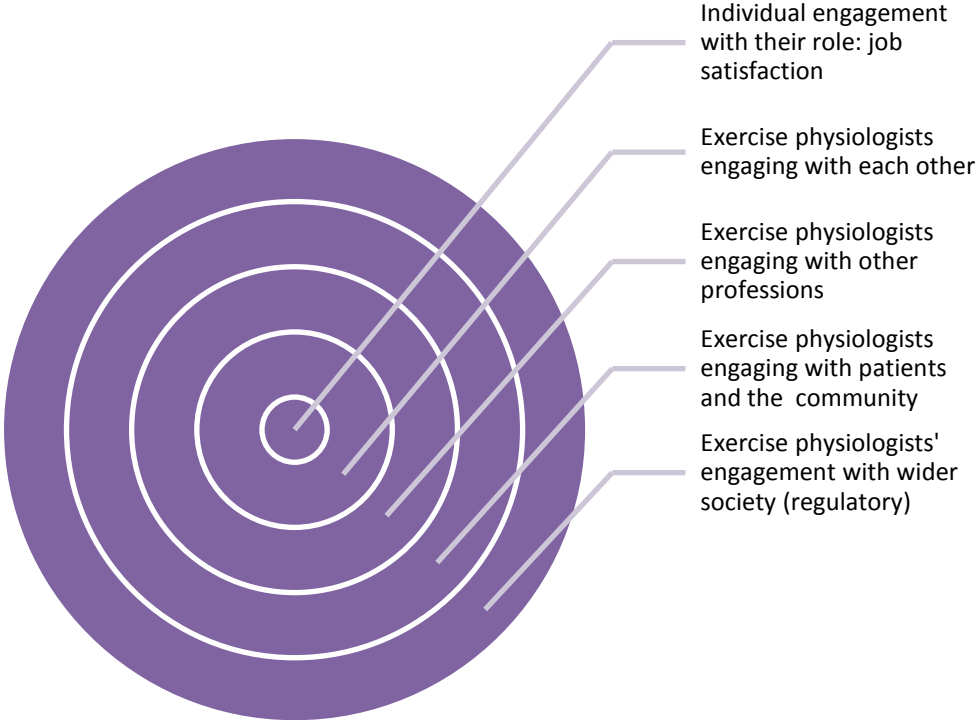 Individual engagement
with their role: job
satisfaction
Exercise physiologists
engaging with each other
Exercise physiologists
engaging with other
professions
Exercise physiologists
engaging with patients
and the  community
Exercise physiologists'
engagement with wider
society (regulatory)